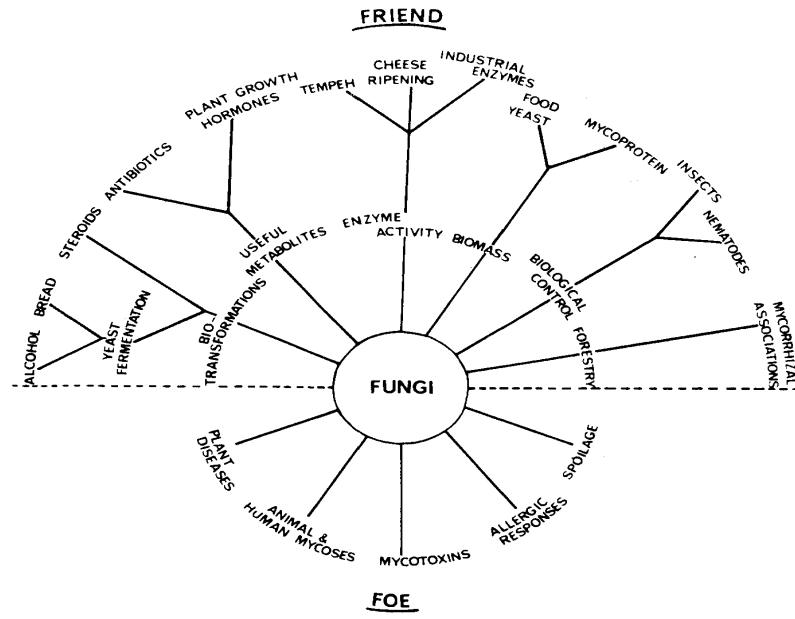 FRIEND
PLANT GROWTH
HORMONES
TEMPEH
CHEESE
RIPENING
INDUSTRIAL
ENZYMES
FOOD
YEAST
MYCOPROTEIN
INSECTS
NEMATODES
ANTIBIOTICS
STEROIDS
BREAD
ALCOHOL
YEAST
FERMENTATION
BIO-
TRANSFORMATIONS
USEFUL
METABOLITES
ENZYME
ACTIVITY
BIOMASS
BIOLOGICAL
CONTROL
FORESTRY
MYCORRHIZAL
ASSOCIATIONS
FUNGI
PLANT
DISEASES
ANIMAL &
HUMAN MYCOSES
MYCOTOXINS
ALLERGIC
RESPONSES
SPOILAGE
FOE